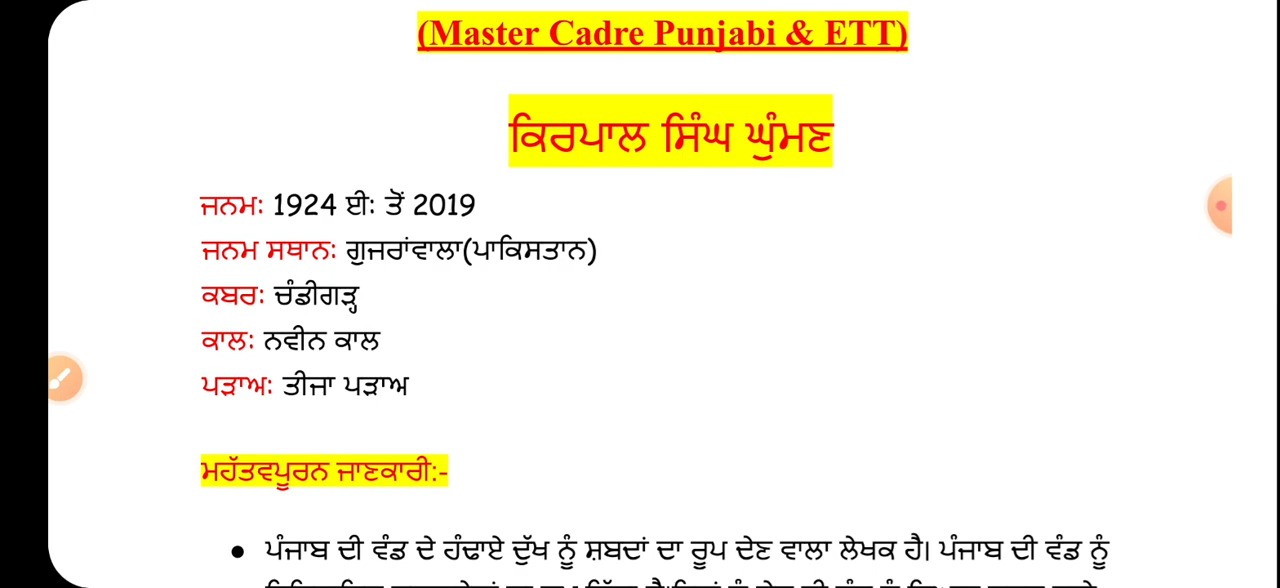 (Master Cadre Punjabi & ETT)
ਕਿਰਪਾਲ ਸਿੰਘ ਘੁੰਮਣ
ਜਨਮ: 1924 ਈ: ਤੋਂ 2019
ਜਨਮ ਸਥਾਨ: ਗੁਜਰਾਂਵਾਲਾ(ਪਾਕਿਸਤਾਨ)
ਕਬਰ: ਚੰਡੀਗੜ੍ਹ
ਕਾਲ: ਨਵੀਨ ਕਾਲ
ਪੜਾਅ: ਤੀਜਾ ਪੜਾਅ
ਮਹੱਤਵਪੂਰਨ ਜਾਣਕਾਰੀ:-
● ਪੰਜਾਬ ਦੀ ਵੰਡ ਦੇ ਹੰਢਾਏ ਦੁੱਖ ਨੂੰ ਸ਼ਬਦਾਂ ਦਾ ਰੂਪ ਦੇਣ ਵਾਲਾ ਲੇਖਕ ਹੈ। ਪੰਜਾਬ ਦੀ ਵੰਡ ਨੂੰ